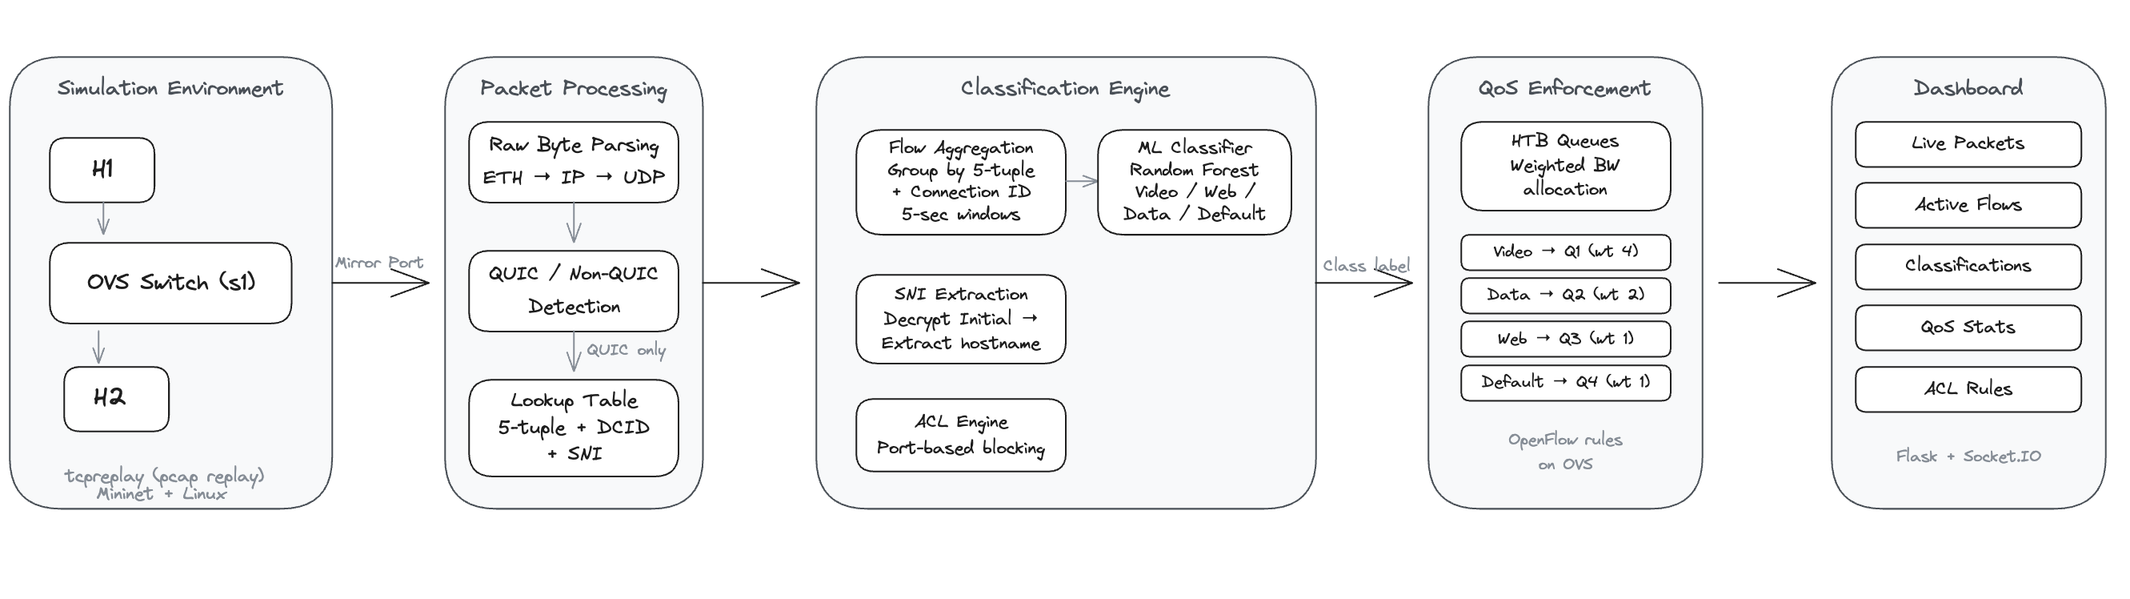 Simulation Environment
H1
OVS Switch (s1)
H2
tcpreplay (pcap replay)
Mininet + Linux
Mirror Port
Packet Processing
Raw Byte Parsing
ETH → IP → UDP
QUIC / Non-QUIC
Detection
QUIC only
Lookup Table
5-tuple + DCID
+ SNI
Classification Engine
Flow Aggregation
Group by 5-tuple
+ Connection ID
5-sec windows
ML Classifier
Random Forest
Video / Web /
Data / Default
SNI Extraction
Decrypt Initial →
Extract hostname
ACL Engine
Port-based blocking
Class label
QoS Enforcement
HTB Queues
Weighted BW
allocation
Video → Q1 (wt 4)
Data → Q2 (wt 2)
Web → Q3 (wt 1)
Default → Q4 (wt 1)
OpenFlow rules
on OVS
Dashboard
Live Packets
Active Flows
Classifications
QoS Stats
ACL Rules
Flask + Socket.IO